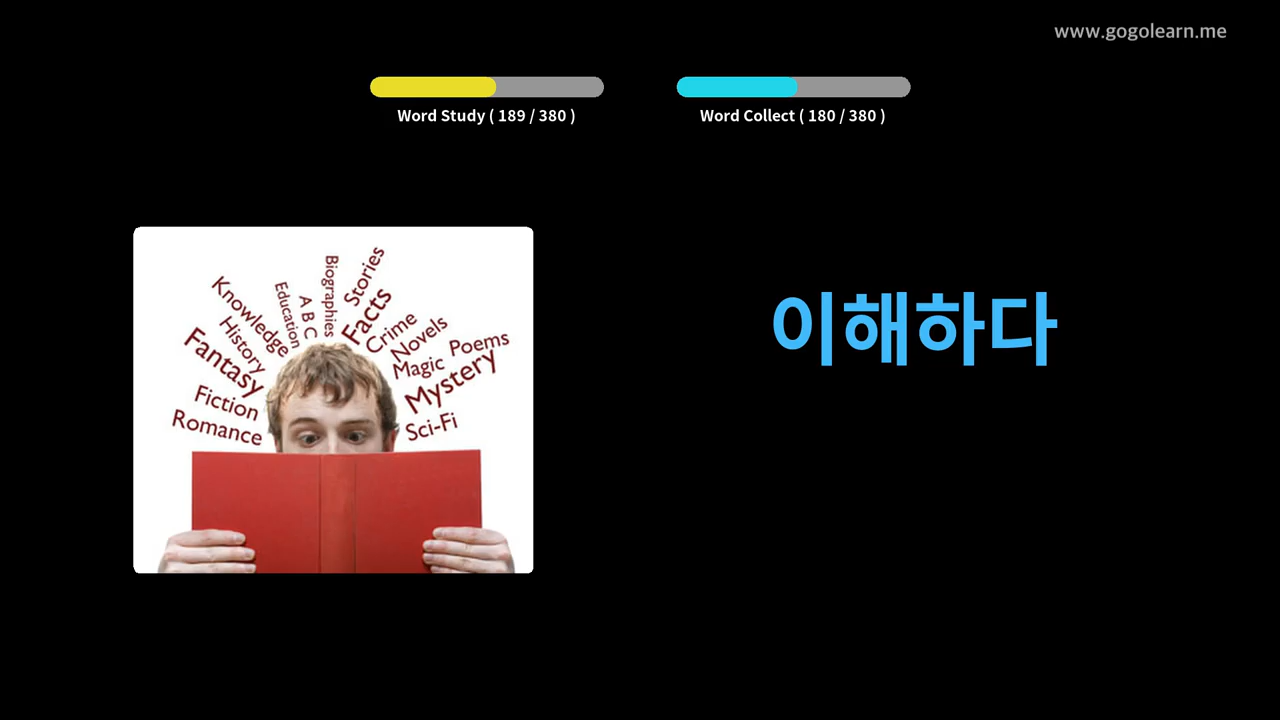 www.gogolearn.me
Word Study ( 189 / 380 )
Word Collect ( 180 / 380 )
Biographies
Stories
Education
A B C
Facts
Knowledge
Crime
History
Novels
Poems
Fantasy
Magic
Mystery
Fiction
Romance
Sci-Fi
이해하다